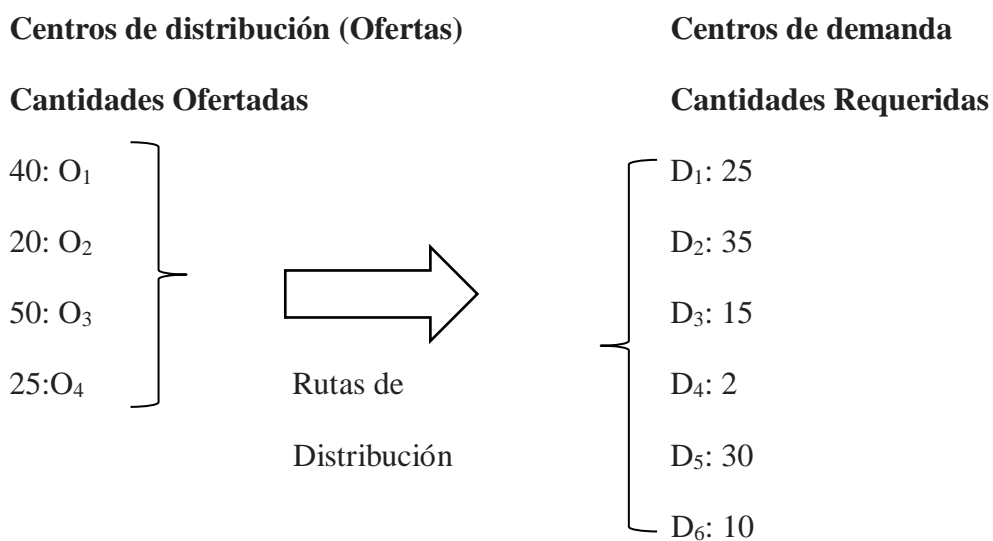 Centros de distribución (Ofertas) Centros de demanda
Cantidades Ofertadas Cantidades Requeridas
40: O₁ D₁: 25
20: O₂ D₂: 35
50: O₃ D₃: 15
25:O₄ Rutas de D₄: 2
Distribución D₅: 30
D₆: 10